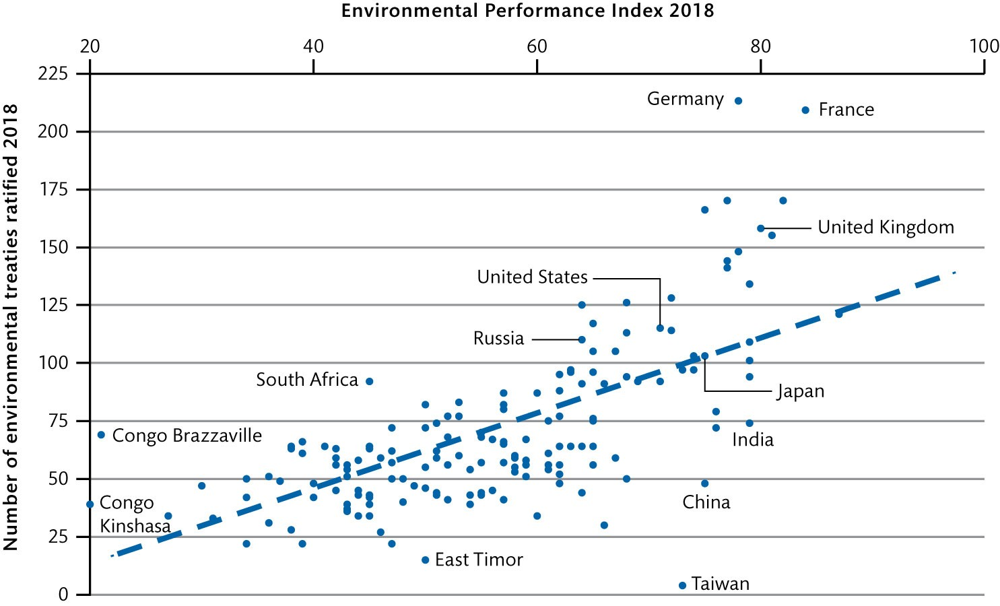 Environmental Performance Index 2018
20 40 60 80 100
Number of environmental treaties ratified 2018
225
Germany
France
200
175
United Kingdom
150
United States
125
Russia
100
South Africa
Japan
75
Congo Brazzaville
India
50
Congo
Kinshasa
China
25
East Timor
Taiwan
0